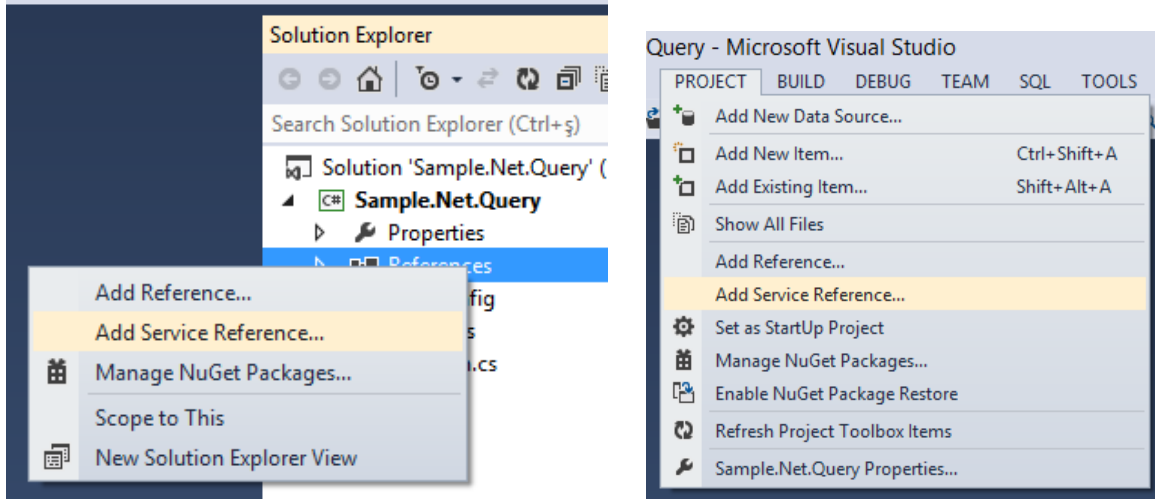 Solution Explorer
Search Solution Explorer (Ctrl+ş)
Solution 'Sample.Net.Query' (
C# Sample.Net.Query
Properties
References
Add Reference...
fig
Add Service Reference...
s
Manage NuGet Packages...
.cs
Scope to This
New Solution Explorer View
Query - Microsoft Visual Studio
PROJECT BUILD DEBUG TEAM SQL TOOLS
Add New Data Source...
Add New Item... Ctrl+Shift+A
Add Existing Item... Shift+Alt+A
Show All Files
Add Reference...
Add Service Reference...
Set as StartUp Project
Manage NuGet Packages...
Enable NuGet Package Restore
Refresh Project Toolbox Items
Sample.Net.Query Properties...